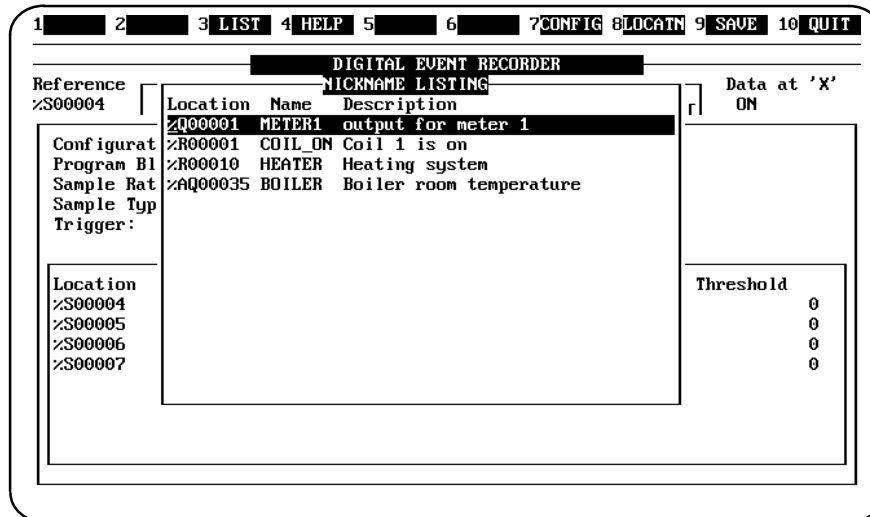 1 2 3 LIST 4 HELP 5 6 7CONFIG 8LOCATN 9 SAVE 10 QUIT
DIGITAL EVENT RECORDER
Reference NICKNAME LISTING Data at 'X'
%S00004 ON
Location Name Description
%Q00001 METER1 output for meter 1
Configurat %R00001 COIL_ON Coil 1 is on
Program Bl %R00010 HEATER Heating system
Sample Rat %AQ00035 BOILER Boiler room temperature
Sample Typ
Trigger:
Location Threshold
%S00004 0
%S00005 0
%S00006 0
%S00007 0